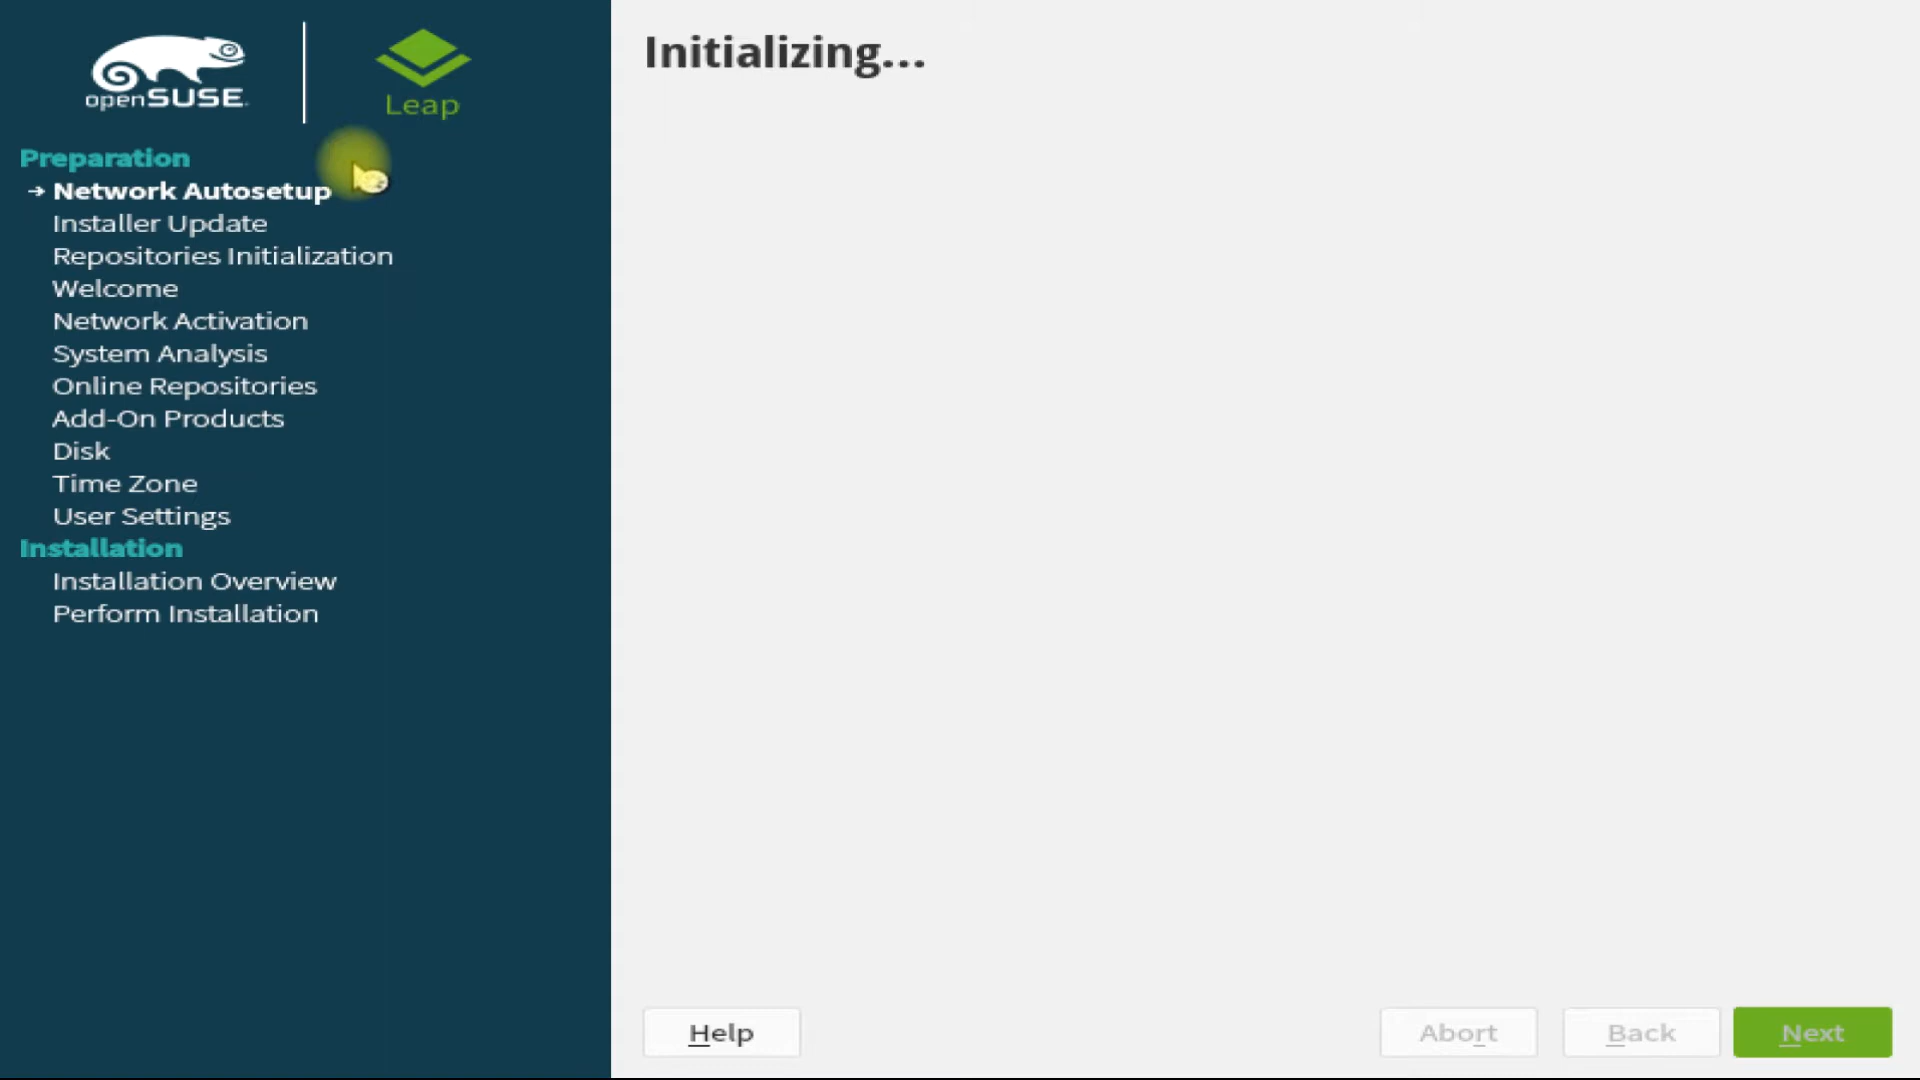 openSUSE
Leap
Preparation
Network Autosetup
Installer Update
Repositories Initialization
Welcome
Network Activation
System Analysis
Online Repositories
Add-On Products
Disk
Time Zone
User Settings
Installation
Installation Overview
Perform Installation
Initializing...
Help
Abort
Back
Next